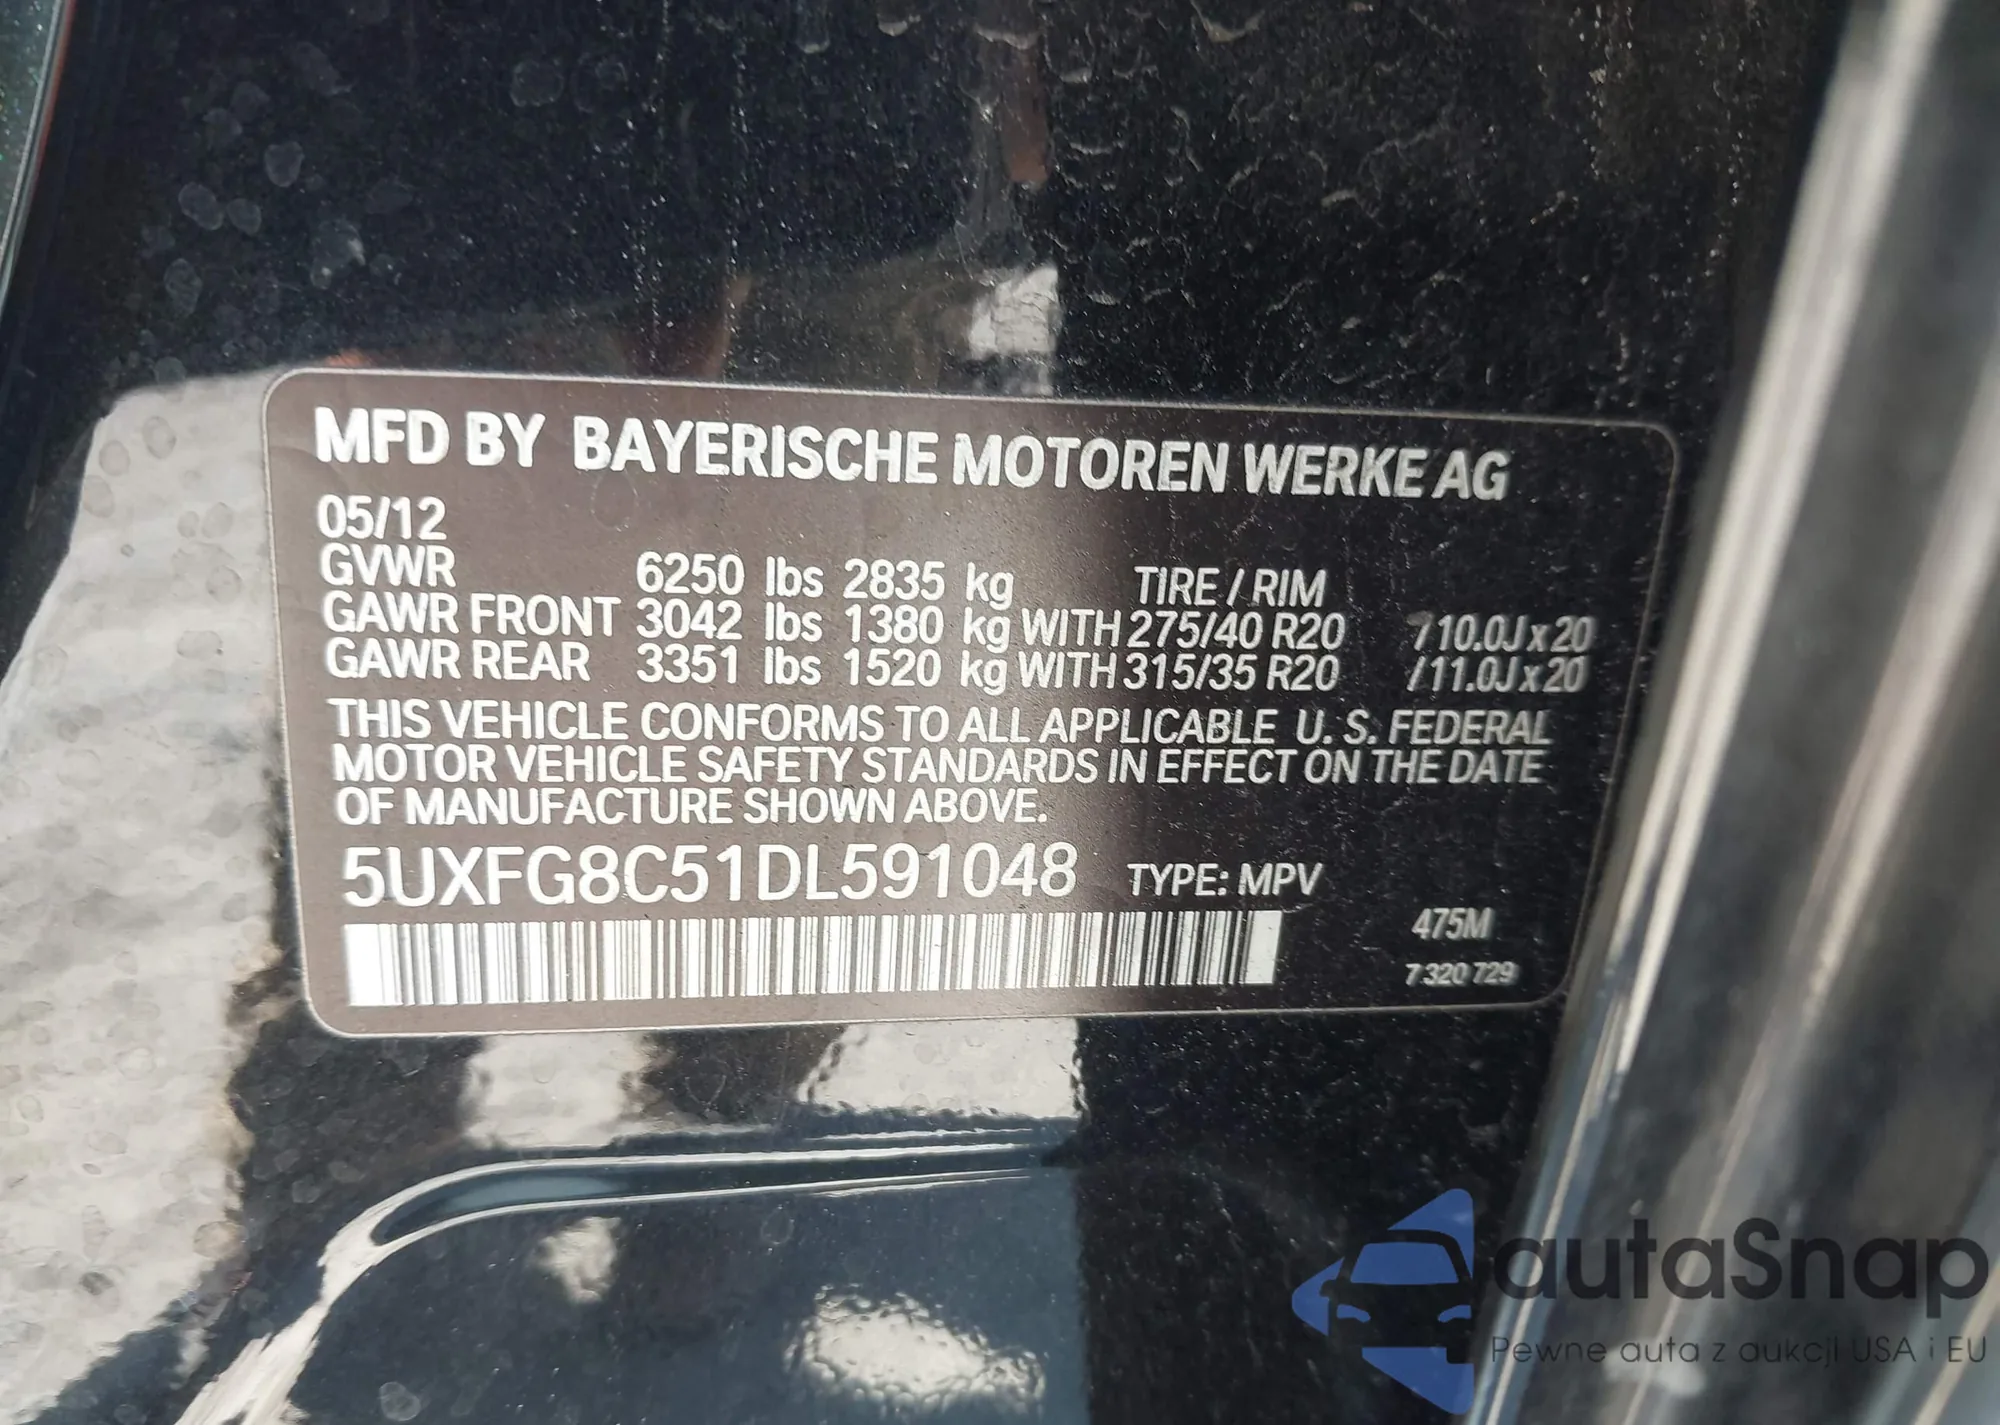 MFD BY BAYERISCHE MOTOREN WERKE AG
05/12
GVWR 6250 lbs 2835 kg TIRE / RIM
GAWR FRONT 3042 lbs 1380 kg WITH 275/40 R20 / 10.0J x 20
GAWR REAR 3351 lbs 1520 kg WITH 315/35 R20 / 11.0J x 20
THIS VEHICLE CONFORMS TO ALL APPLICABLE U. S. FEDERAL
MOTOR VEHICLE SAFETY STANDARDS IN EFFECT ON THE DATE
OF MANUFACTURE SHOWN ABOVE.
5UXFG8C51DL591048 TYPE: MPV
475M
7 320 729
autaSnap
Pewne auta z aukcji USA i EU